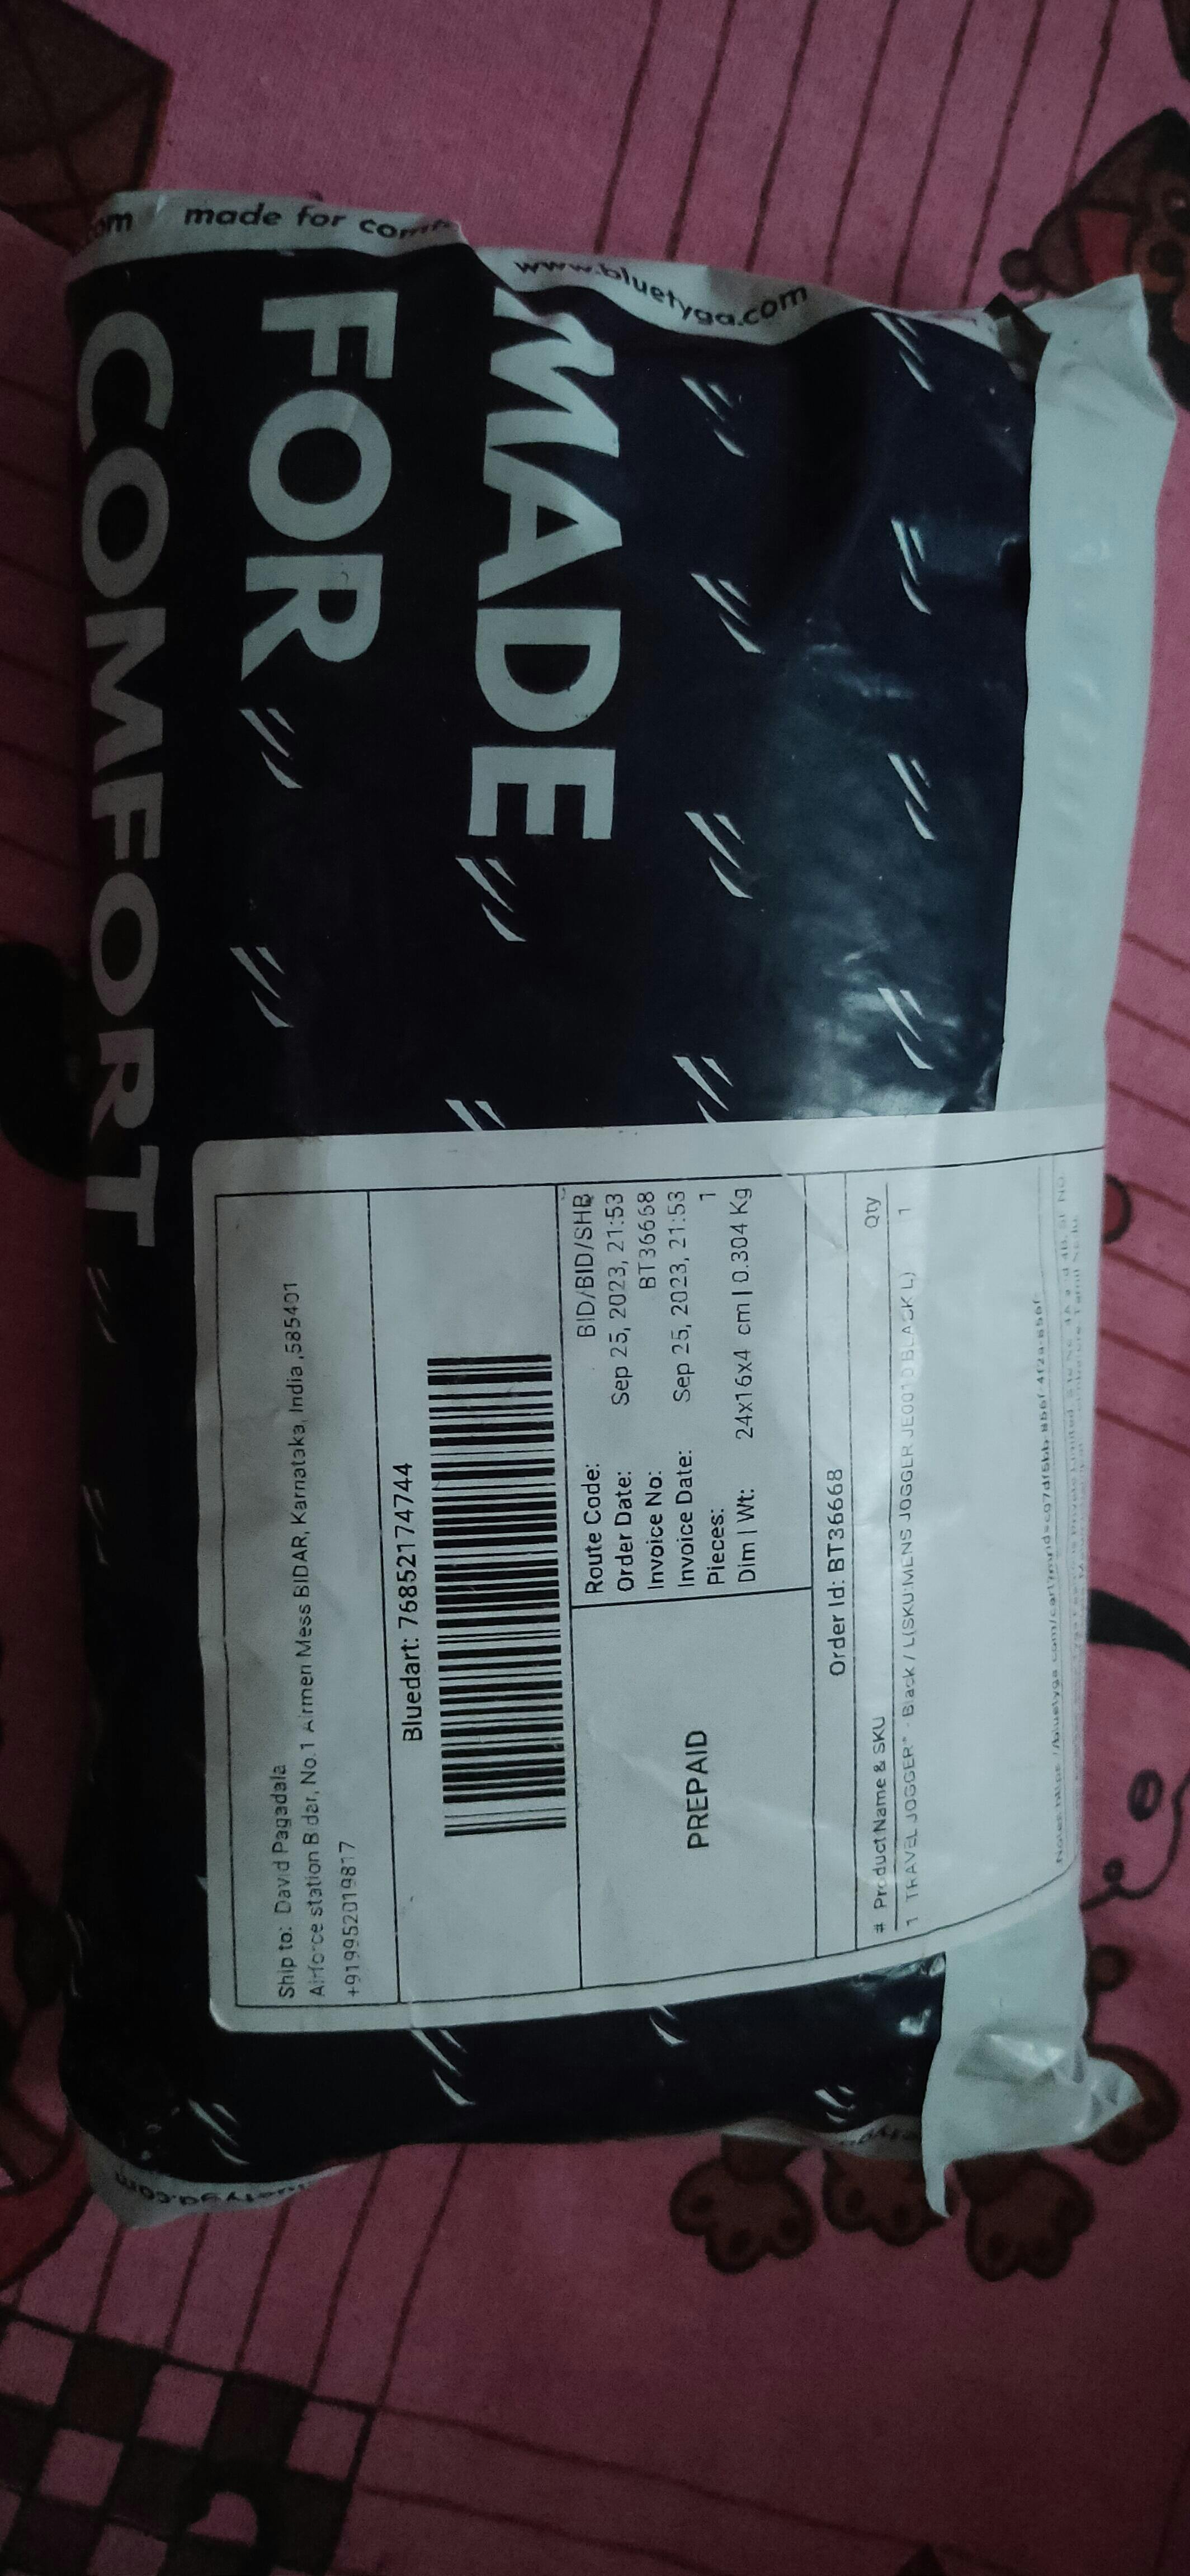 made for
www.bluetyga.com
MADE
FOR
COMFORT
Ship to: David Pagadala
Airforce station Bidar, No.1 Airmen Mess BIDAR, Karnataka, India ,585401
+919952019817
Bluedart: 76852174744
PREPAID
Route Code: BID/BID/SHB
Order Date: Sep 25, 2023, 21:53
Invoice No: BT36668
Invoice Date: Sep 25, 2023, 21:53
Pieces: 1
Dim | Wt: 24x16x4 cm | 0.304 Kg
Order Id: BT36668
# Product Name & SKU Qty
1 TRAVEL JOGGER - Black / L(SKU:MENS JOGGER BLACK L) 1